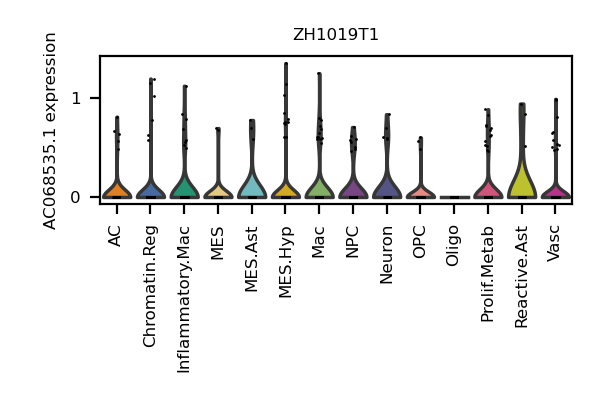 ZH1019T1
AC068535.1 expression
1
0
AC
Chromatin.Reg
Inflammatory.Mac
MES
MES.Ast
MES.Hyp
Mac
NPC
Neuron
OPC
Oligo
Prolif.Metab
Reactive.Ast
Vasc